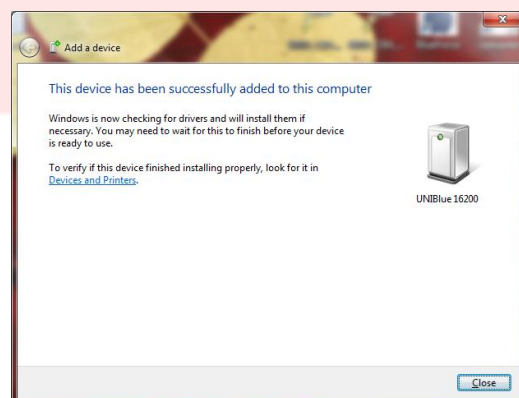 Add a device
This device has been successfully added to this computer
Windows is now checking for drivers and will install them if
necessary. You may need to wait for this to finish before your device
is ready to use.
To verify if this device finished installing properly, look for it in
Devices and Printers.
UNIBlue 16200
Close